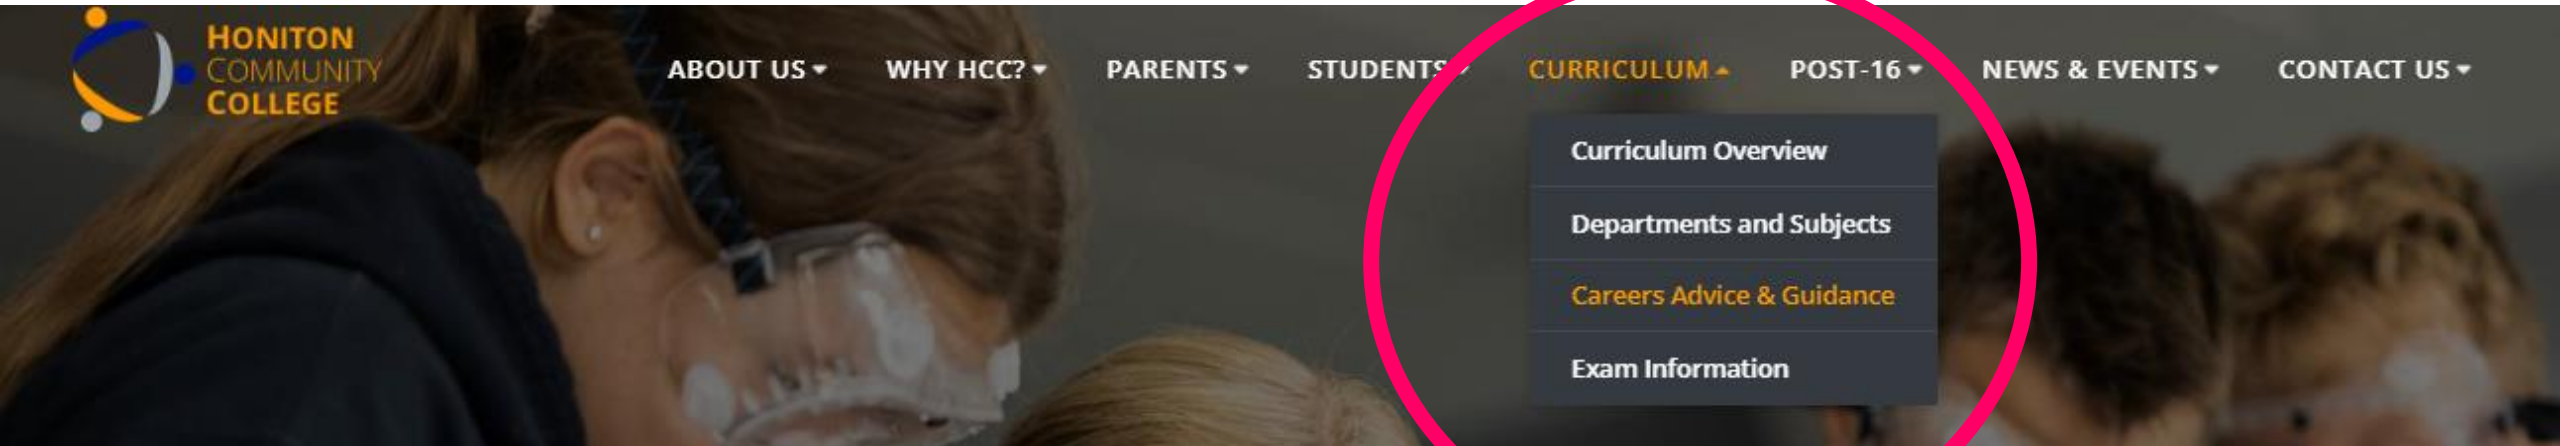 HONITON
COMMUNITY
COLLEGE
ABOUT US WHY HCC? PARENTS STUDENTS CURRICULUM POST-16 NEWS & EVENTS CONTACT US
Curriculum Overview
Departments and Subjects
Careers Advice & Guidance
Exam Information